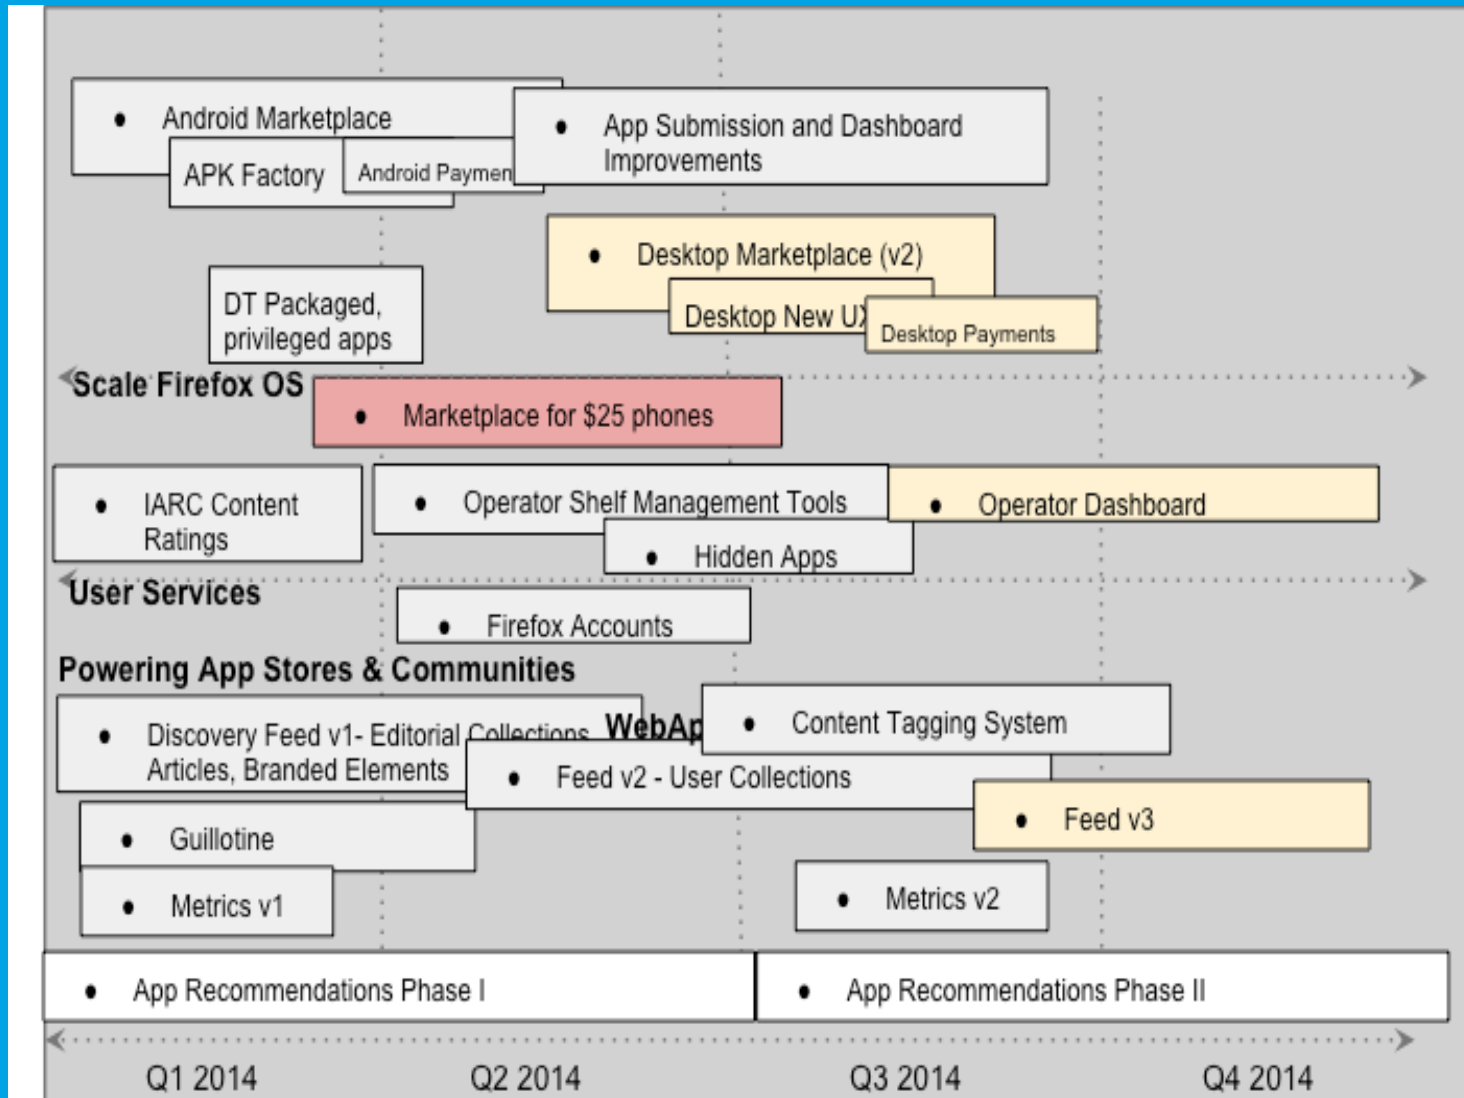 Android Marketplace
App Submission and Dashboard
Improvements
APK Factory
Android Paymen
Desktop Marketplace (v2)
DT Packaged,
privileged apps
Desktop New UX
Desktop Payments
Scale Firefox OS
Marketplace for $25 phones
IARC Content
Ratings
Operator Shelf Management Tools
Operator Dashboard
Hidden Apps
User Services
Firefox Accounts
Powering App Stores & Communities
Discovery Feed v1- Editorial Collections
Articles, Branded Elements
WebAp
Content Tagging System
Feed v2 - User Collections
Guillotine
Feed v3
Metrics v1
Metrics v2
App Recommendations Phase I
App Recommendations Phase II
Q1 2014
Q2 2014
Q3 2014
Q4 2014